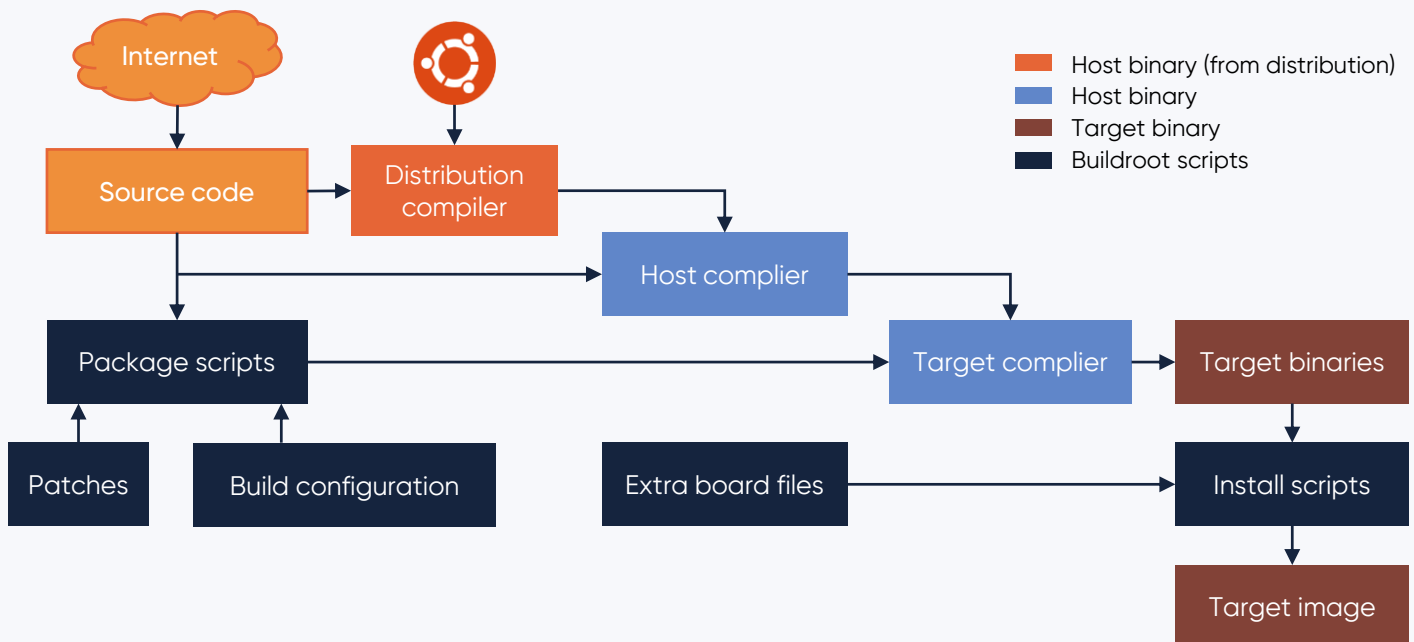 Internet
Host binary (from distribution)
Host binary
Target binary
Buildroot scripts
Source code
Distribution
compiler
Host complier
Package scripts
Target complier
Target binaries
Patches
Build configuration
Extra board files
Install scripts
Target image